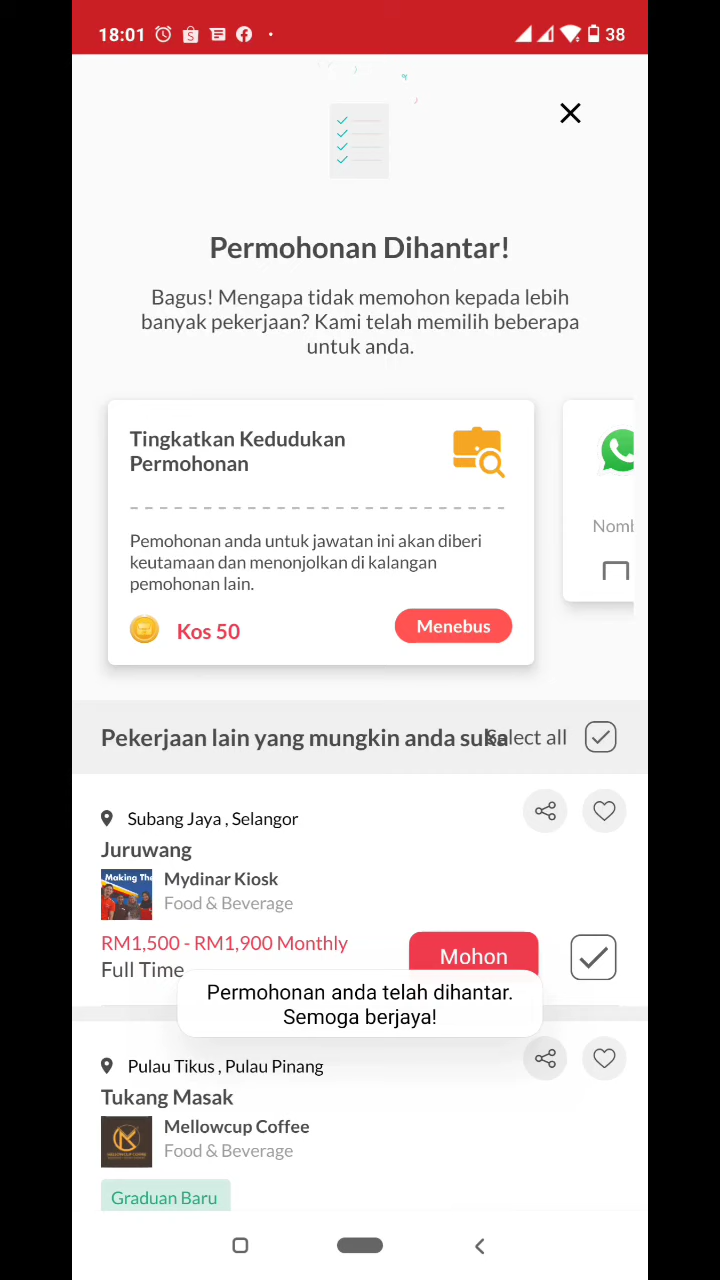 18:01
38
Permohonan Dihantar!
Bagus! Mengapa tidak memohon kepada lebih
banyak pekerjaan? Kami telah memilih beberapa
untuk anda.
Tingkatkan Kedudukan
Permohonan
Pemohonan anda untuk jawatan ini akan diberi
keutamaan dan menonjolkan di kalangan
pemohonan lain.
Kos 50
Menebus
Pekerjaan lain yang mungkin anda suka
Select all
Subang Jaya , Selangor
Juruwang
Making The
Mydinar Kiosk
Food & Beverage
RM1,500 - RM1,900 Monthly
Mohon
Full Time
Permohonan anda telah dihantar.
Semoga berjaya!
Pulau Tikus , Pulau Pinang
Tukang Masak
Mellowcup Coffee
Food & Beverage
Graduan Baru